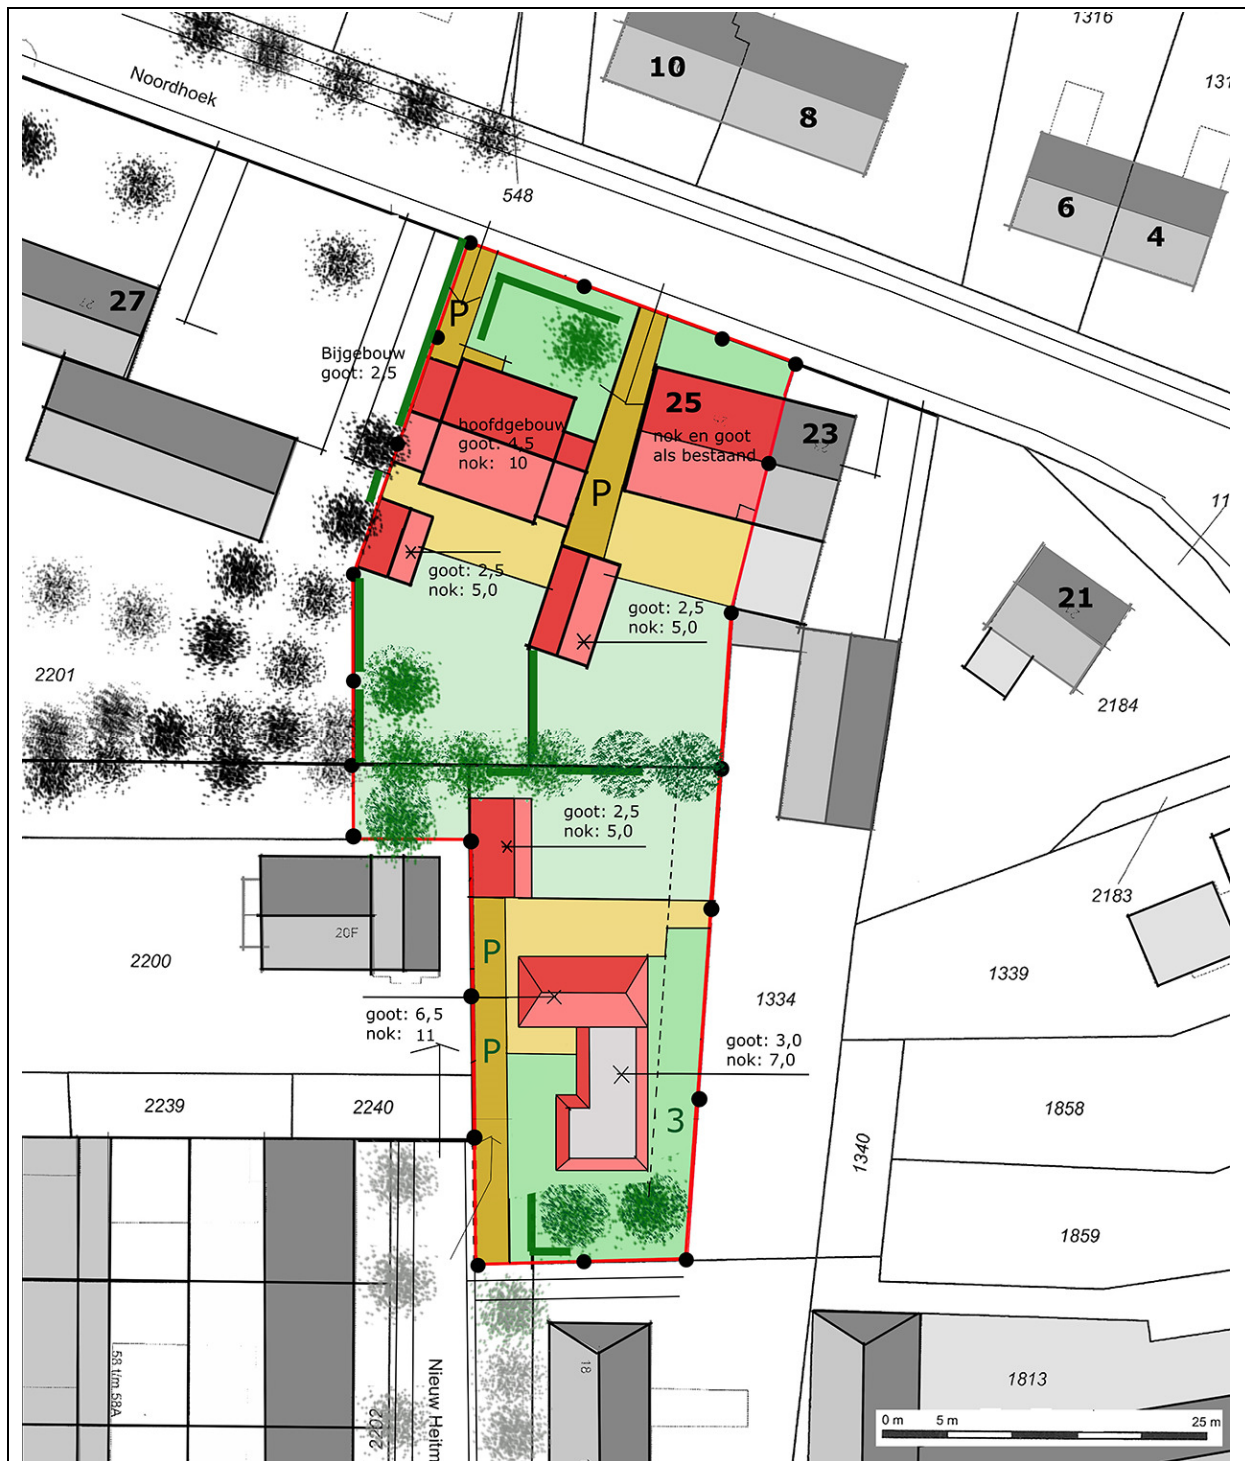 1316
131
10
8
Noordhoek
6
4
548
27
P
Bijgebouw
goot: 2,5
hoofdgebouw
goot: 4,5
nok: 10
25
nok en goot
als bestaand
23
P
11
goot: 2,5
nok: 5,0
goot: 2,5
nok: 5,0
21
2201
2184
goot: 2,5
nok: 5,0
2183
20F
P
2200
1339
1334
goot: 6,5
nok: 11
P
goot: 3,0
nok: 7,0
2239
2240
3
1858
1340
1859
58 t/m 58A
2202
Nieuw Heitm
18
1813
0 m 5 m 25 m